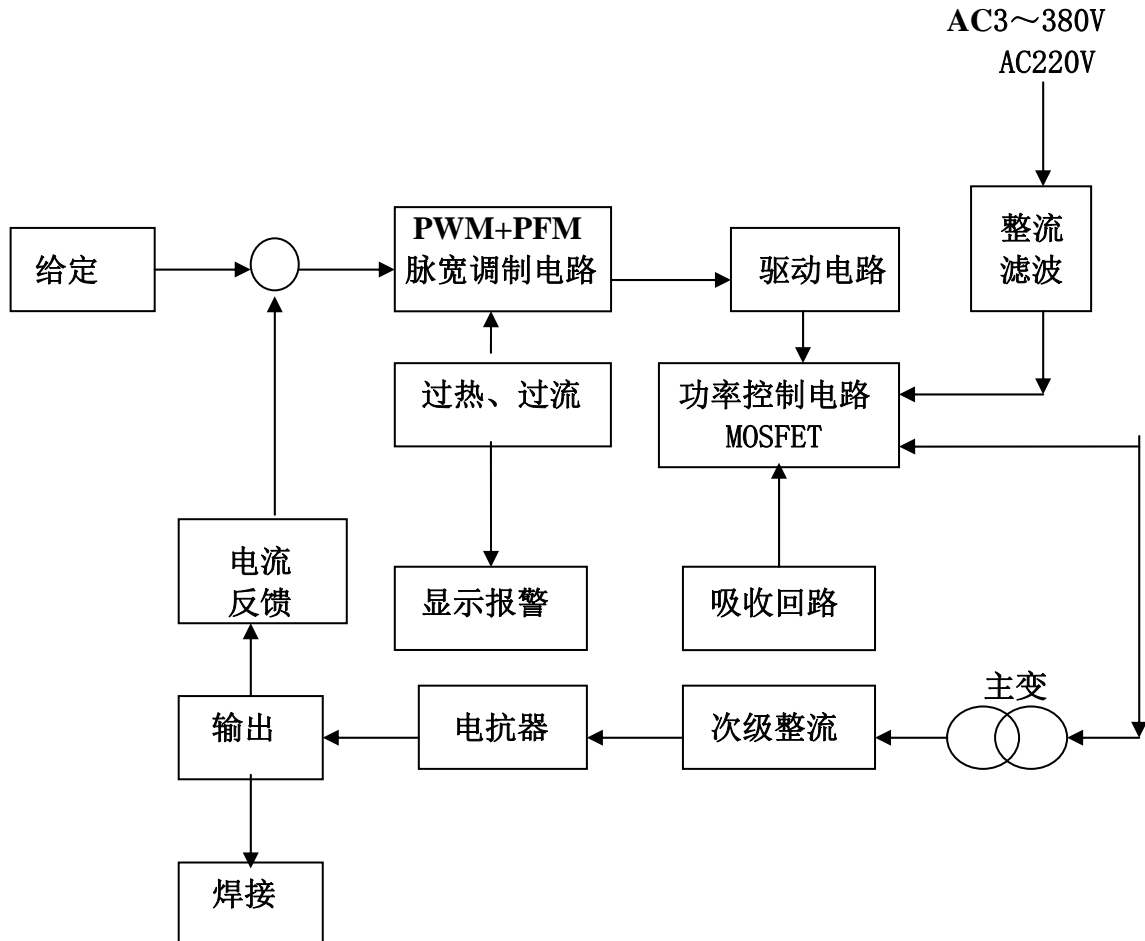 AC3～380V
AC220V
给定
PWM+PFM
脉宽调制电路
驱动电路
整流
滤波
过热、过流
功率控制电路
MOSFET
电流
反馈
显示报警
吸收回路
主变
输出
电抗器
次级整流
焊接